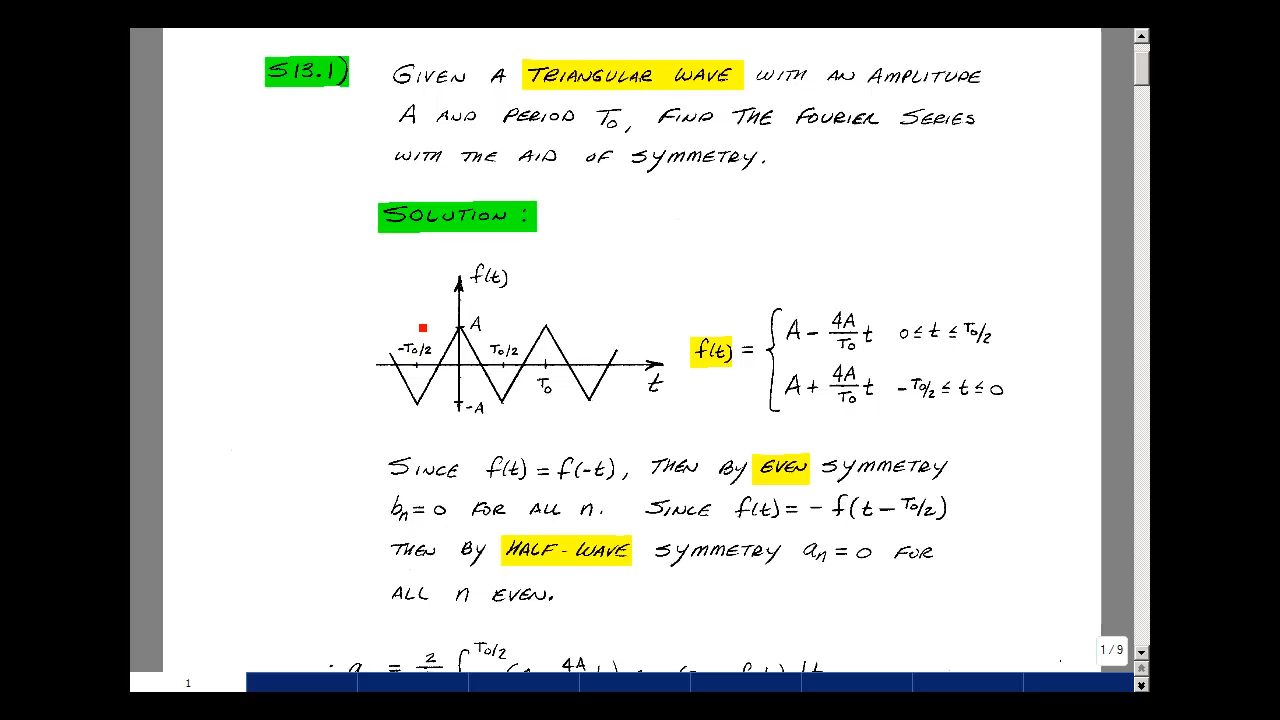 S13.1) GIVEN A TRIANGULAR WAVE WITH AN AMPLITUDE
A AND PERIOD T₀, FIND THE FOURIER SERIES
WITH THE AID OF SYMMETRY.
SOLUTION:
f(t)
A
-T₀/2 T₀/2
T₀ t
-A
f(t) = { A - 4A/T₀ t 0 ≤ t ≤ T₀/2
A + 4A/T₀ t -T₀/2 ≤ t ≤ 0
SINCE f(t) = f(-t), THEN BY EVEN SYMMETRY
bₙ = 0 FOR ALL n. SINCE f(t) = - f(t - T₀/2)
THEN BY HALF-WAVE SYMMETRY aₙ = 0 FOR
ALL n EVEN.
1 / 9
1